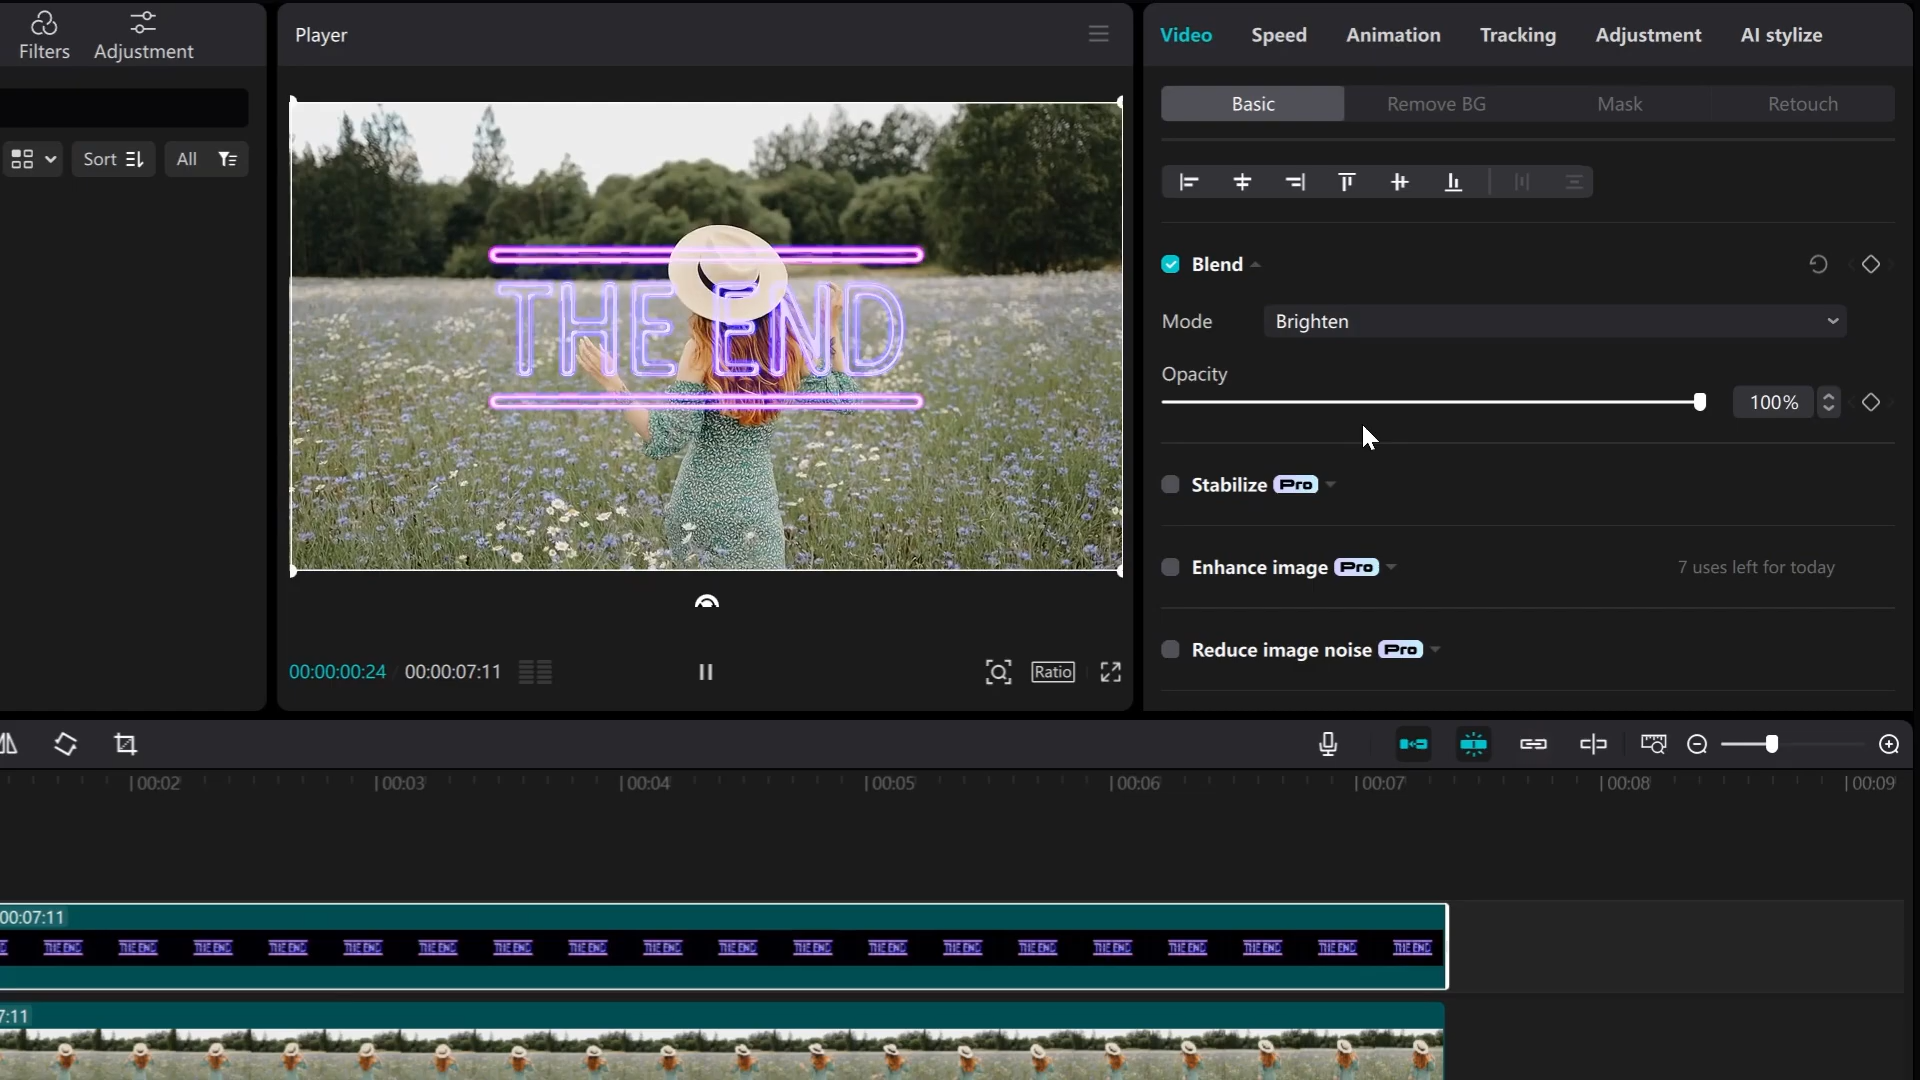 Filters
Adjustment
Sort
All
Player
THE END
00:00:00:24
00:00:07:11
Ratio
Video
Speed
Animation
Tracking
Adjustment
AI stylize
Basic
Remove BG
Mask
Retouch
Blend
Mode
Brighten
Opacity
100%
Stabilize Pro
Enhance image Pro
7 uses left for today
Reduce image noise Pro
00:02
00:03
00:04
00:05
00:06
00:07
00:08
00:09
00:07:11
THE END THE END THE END THE END THE END THE END THE END THE END THE END THE END THE END THE END THE END THE END THE END THE END THE END THE END THE END
7:11